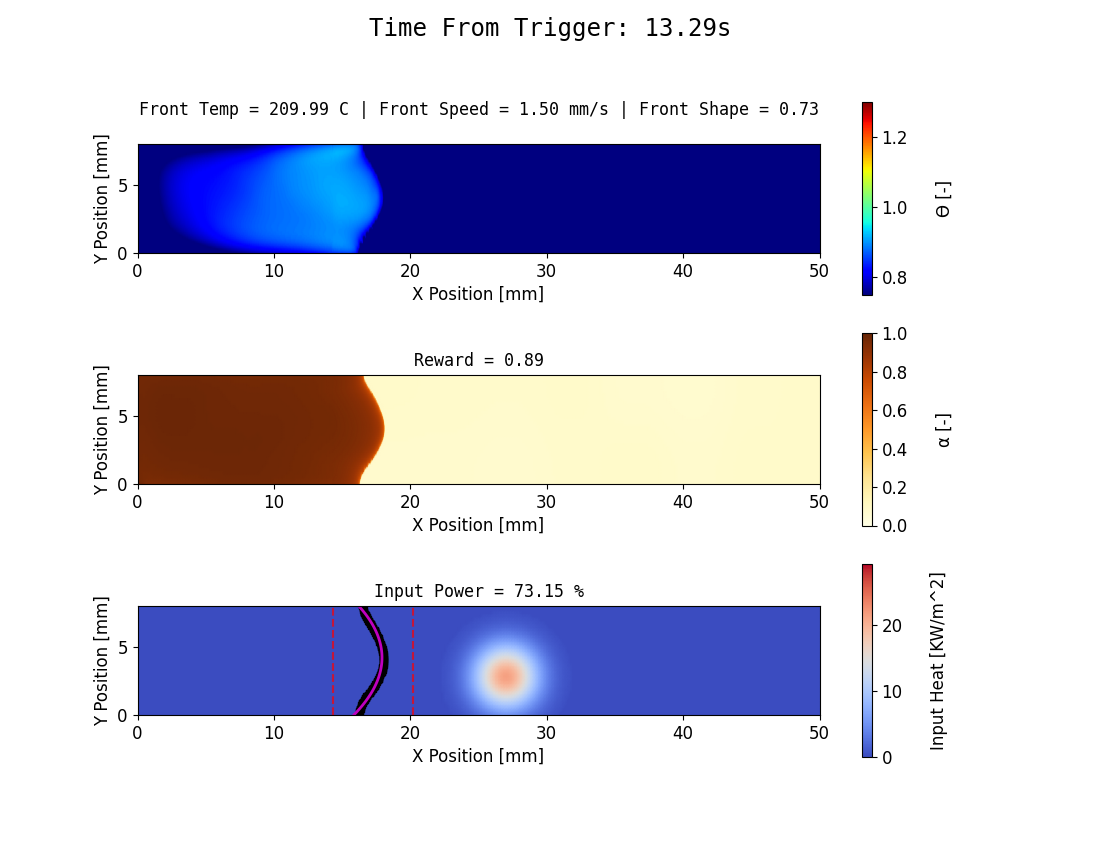 Time From Trigger: 13.29s
Front Temp = 209.99 C | Front Speed = 1.50 mm/s | Front Shape = 0.73
Y Position [mm]
5
0
0 10 20 30 40 50
X Position [mm]
1.2
1.0
0.8
Θ [-]
Reward = 0.89
Y Position [mm]
5
0
0 10 20 30 40 50
X Position [mm]
1.0
0.8
0.6
0.4
0.2
0.0
α [-]
Input Power = 73.15 %
Y Position [mm]
5
0
0 10 20 30 40 50
X Position [mm]
20
10
0
Input Heat [KW/m^2]